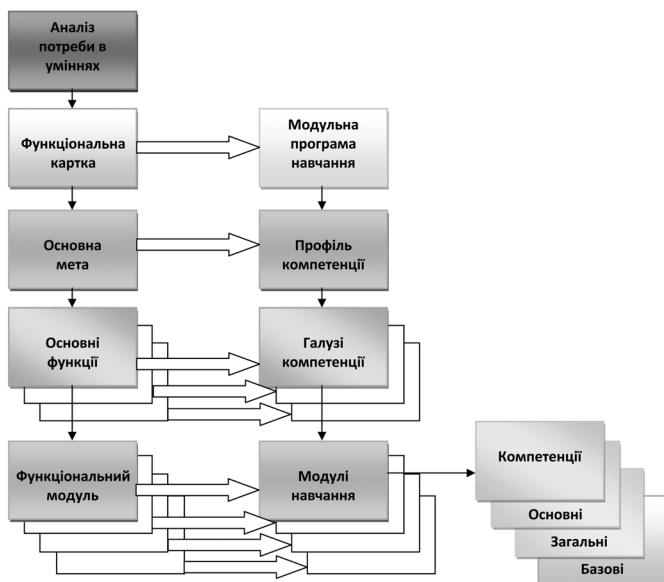 Аналіз
потреби в
уміннях
Функціональна
картка
Модульна
програма
навчання
Основна
мета
Профіль
компетенції
Основні
функції
Галузі
компетенції
Функціональний
модуль
Модулі
навчання
Компетенції
Основні
Загальні
Базові